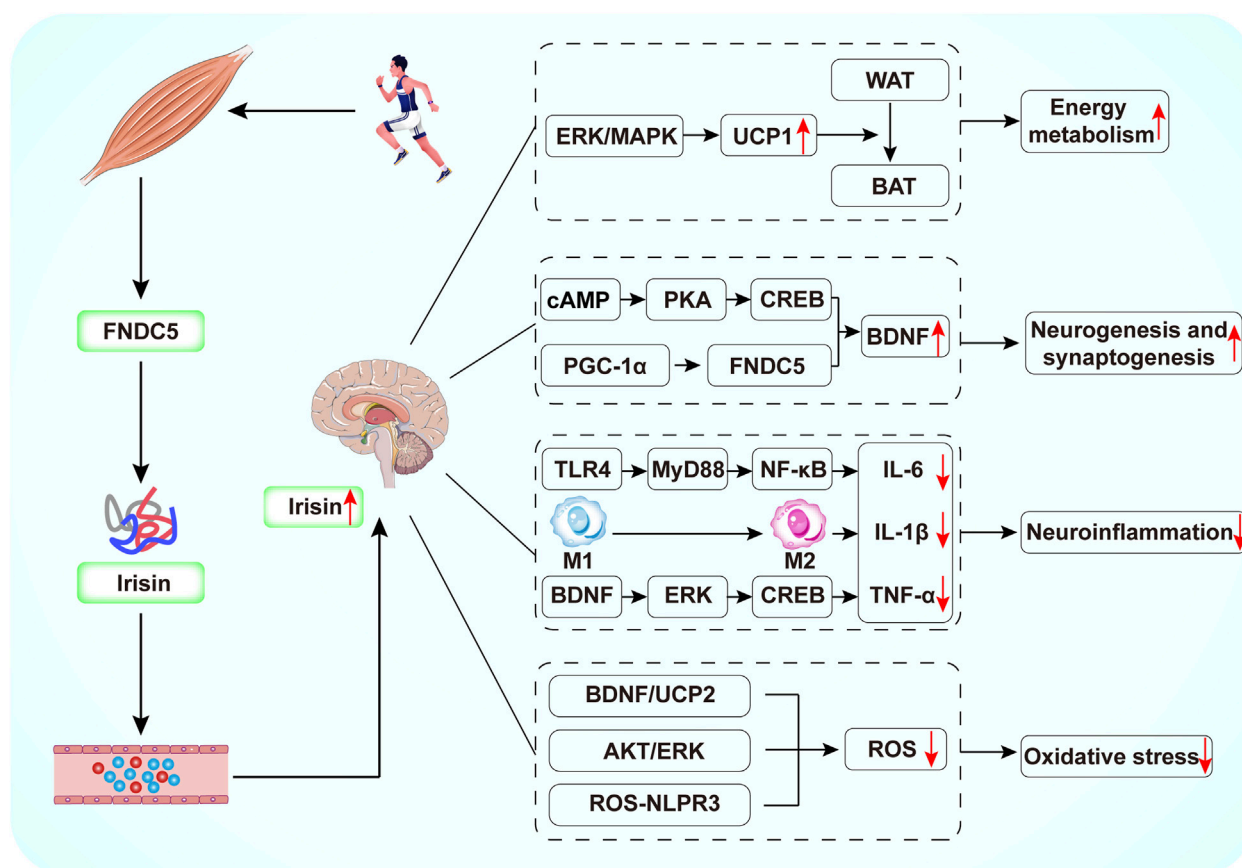 FNDC5
Irisin
Irisin
ERK/MAPK
UCP1
WAT
BAT
Energy
metabolism
cAMP
PKA
CREB
PGC-1α
FNDC5
BDNF
Neurogenesis and
synaptogenesis
TLR4
MyD88
NF-κB
IL-6
M1
M2
IL-1β
BDNF
ERK
CREB
TNF-α
Neuroinflammation
BDNF/UCP2
AKT/ERK
ROS-NLPR3
ROS
Oxidative stress